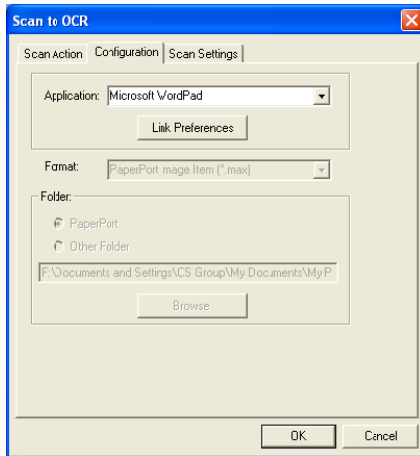 Scan to OCR
Scan Action Configuration Scan Settings
Application: Microsoft WordPad
Link Preferences
Format: PaperPort mage Item (*.max)
Folder:
PaperPort
Other Folder
F:\Documents and Settings\CS Group\My Documents\My P
Browse
OK Cancel